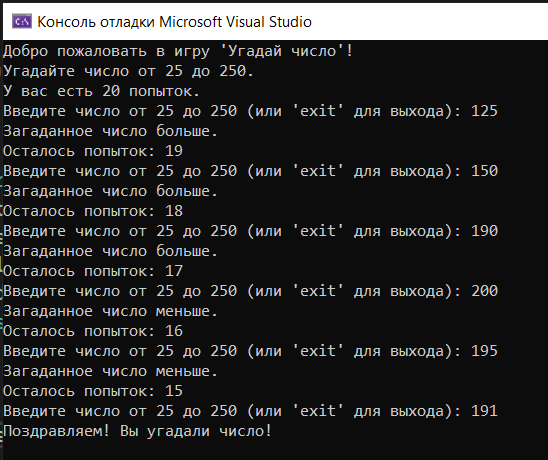 C:\ Консоль отладки Microsoft Visual Studio
Добро пожаловать в игру 'Угадай число'!
Угадайте число от 25 до 250.
У вас есть 20 попыток.
Введите число от 25 до 250 (или 'exit' для выхода): 125
Загаданное число больше.
Осталось попыток: 19
Введите число от 25 до 250 (или 'exit' для выхода): 150
Загаданное число больше.
Осталось попыток: 18
Введите число от 25 до 250 (или 'exit' для выхода): 190
Загаданное число больше.
Осталось попыток: 17
Введите число от 25 до 250 (или 'exit' для выхода): 200
Загаданное число меньше.
Осталось попыток: 16
Введите число от 25 до 250 (или 'exit' для выхода): 195
Загаданное число меньше.
Осталось попыток: 15
Введите число от 25 до 250 (или 'exit' для выхода): 191
Поздравляем! Вы угадали число!